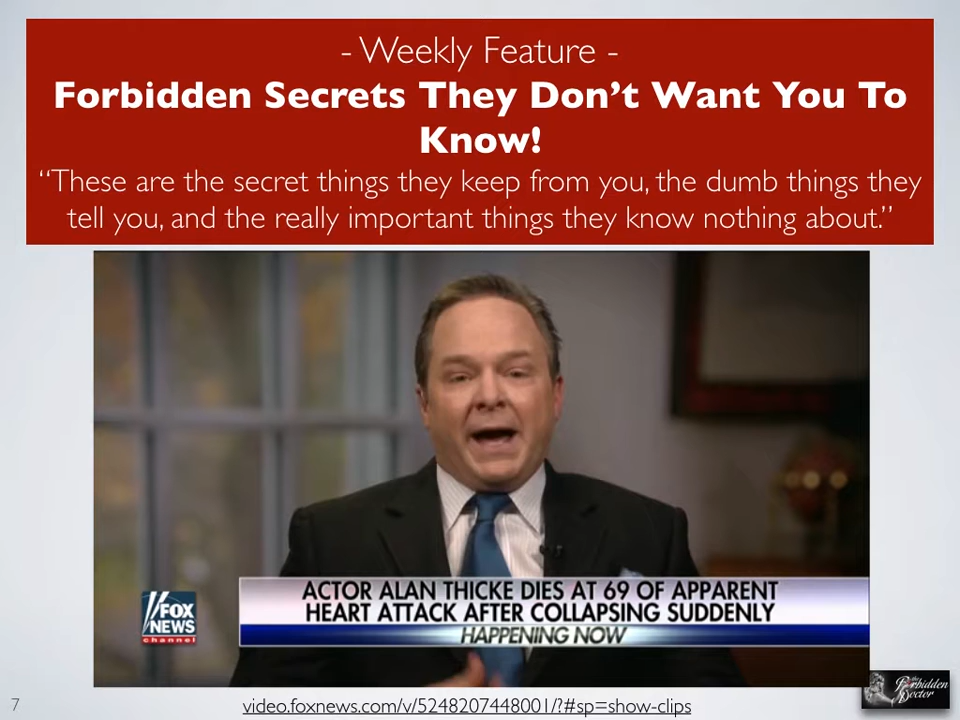 - Weekly Feature -
Forbidden Secrets They Don’t Want You To
Know!
“These are the secret things they keep from you, the dumb things they
tell you, and the really important things they know nothing about.”
ACTOR ALAN THICKE DIES AT 69 OF APPARENT
HEART ATTACK AFTER COLLAPSING SUDDENLY
HAPPENING NOW
FOX
NEWS
channel
the
Forbidden
Doctor
7
video.foxnews.com/v/5248207448001/?#sp=show-clips